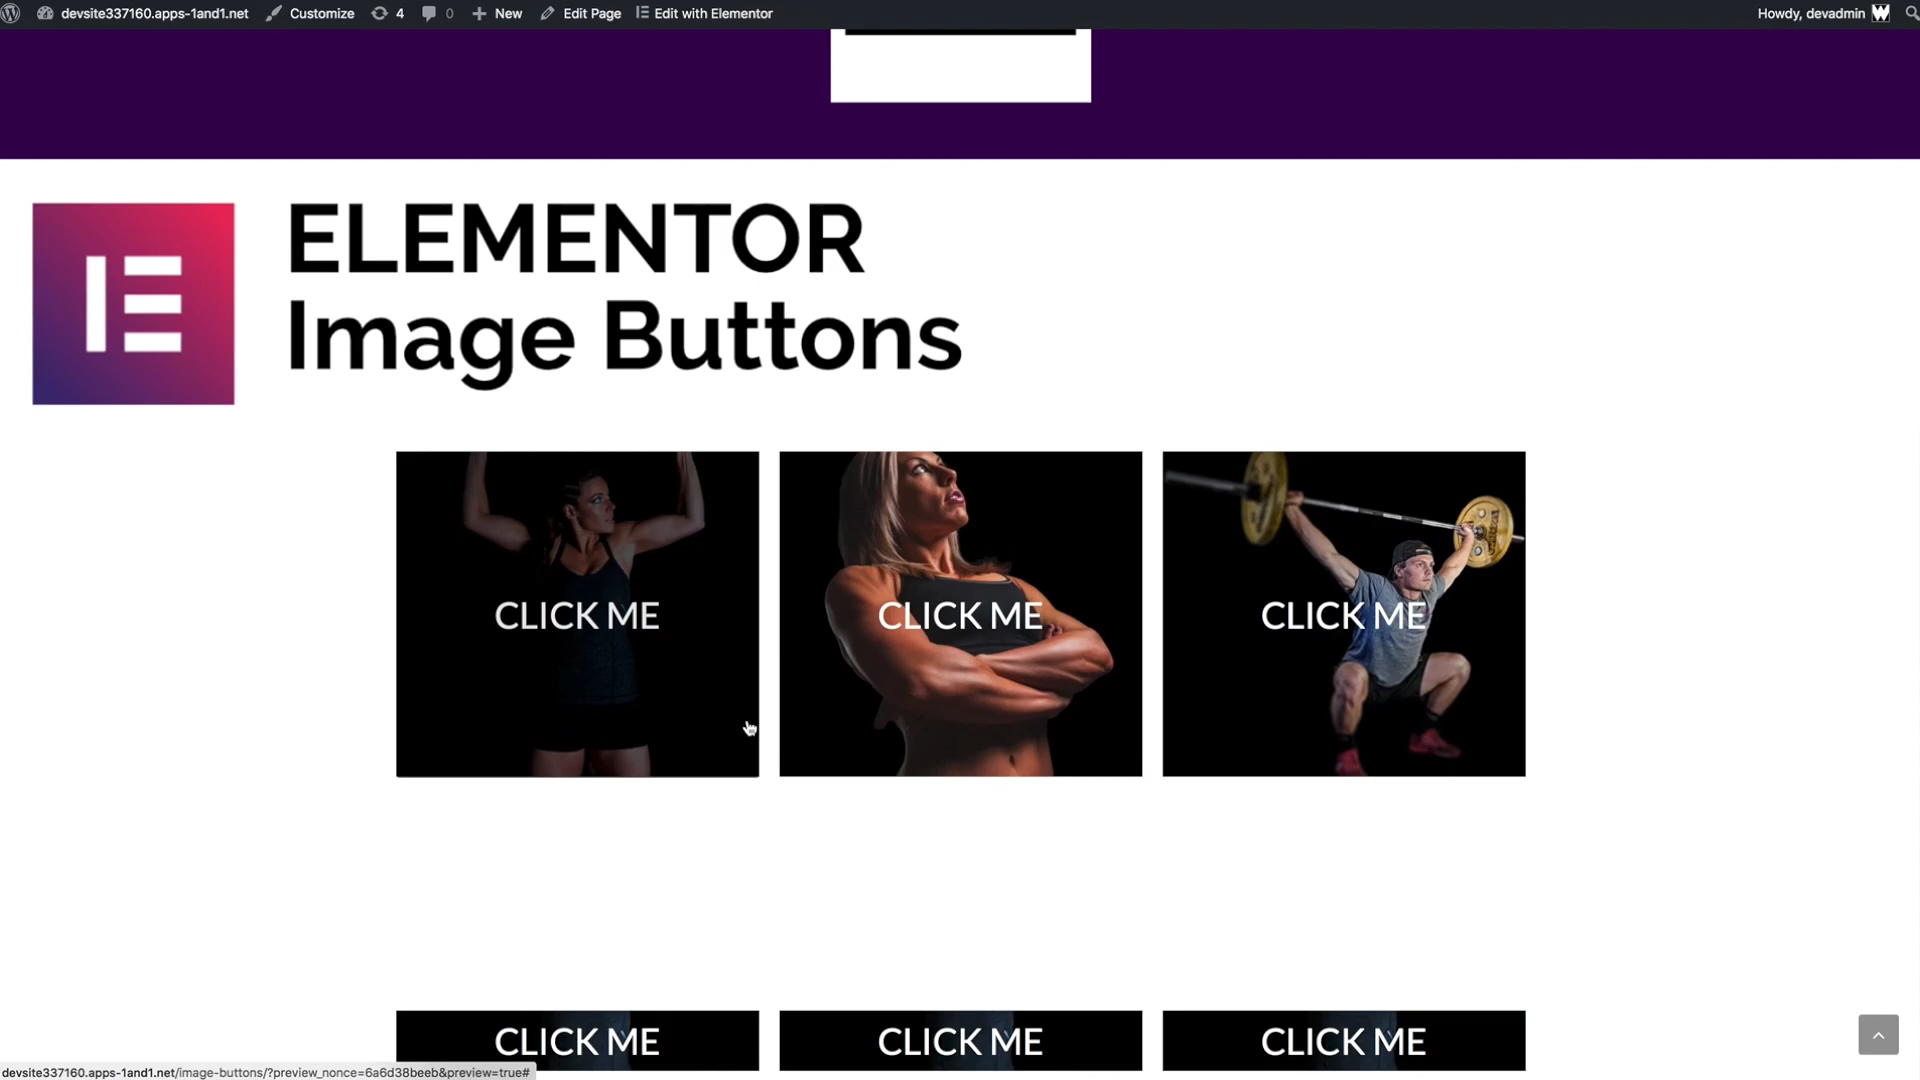 devsite337160.apps-1and1.net Customize 4 0 New Edit Page Edit with Elementor Howdy, devadmin
ELEMENTOR
Image Buttons
CLICK ME CLICK ME CLICK ME
CLICK ME CLICK ME CLICK ME
devsite337160.apps-1and1.net/image-buttons/?preview_nonce=6a6d38beeb&preview=true#